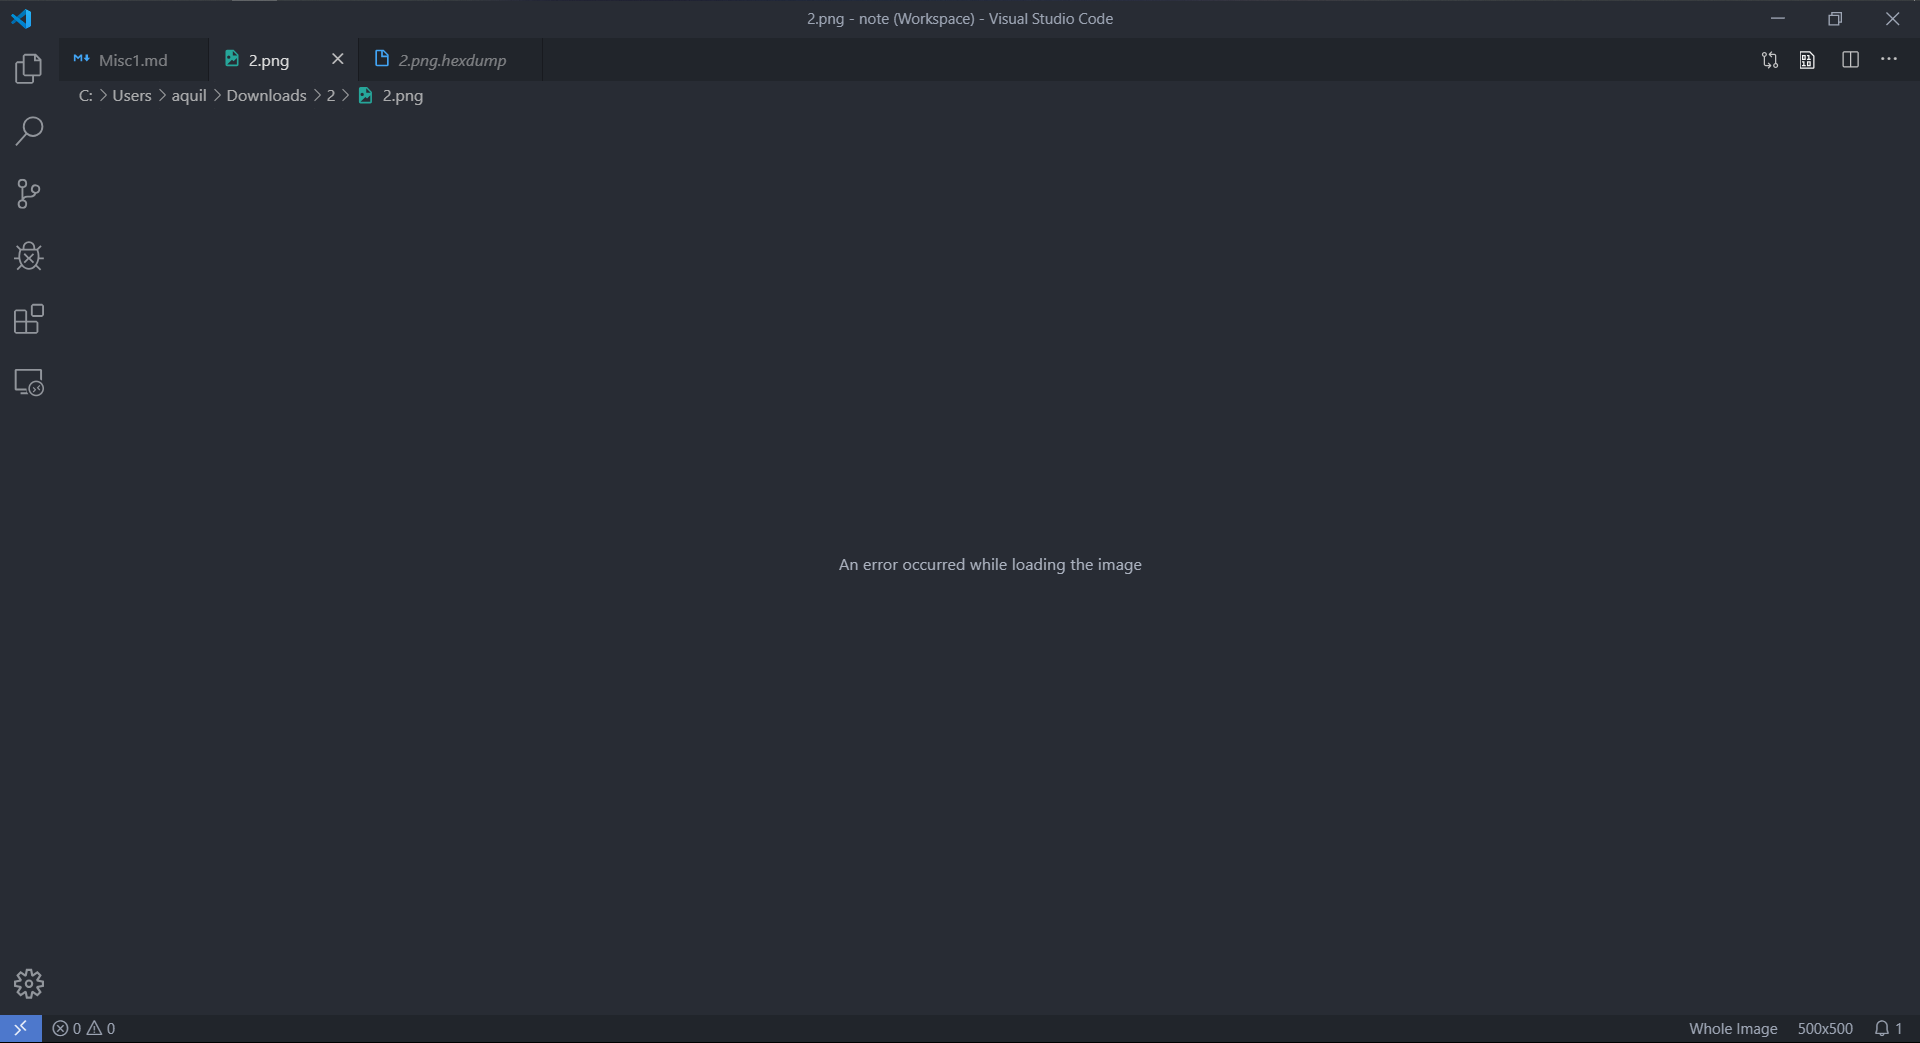 2.png - note (Workspace) - Visual Studio Code
Misc1.md
2.png
2.png.hexdump
C: > Users > aquil > Downloads > 2 > 2.png
An error occurred while loading the image
0 0
Whole Image 500x500 1